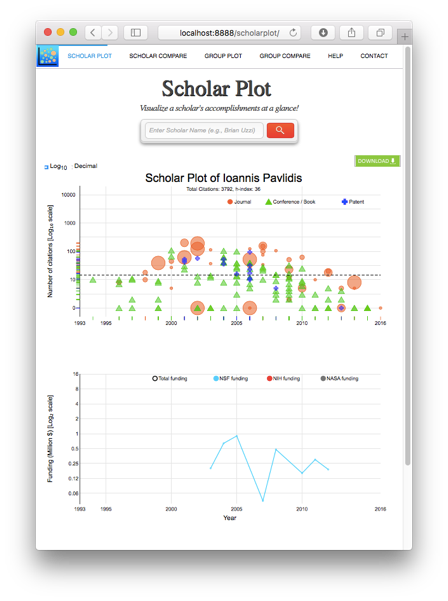 localhost:8888/scholarplot/
SCHOLAR PLOT SCHOLAR COMPARE GROUP PLOT GROUP COMPARE HELP CONTACT
Scholar Plot
Visualize a scholar's accomplishments at a glance!
Enter Scholar Name (e.g., Brian Uzzi)
Log10 Decimal
DOWNLOAD
Scholar Plot of Ioannis Pavlidis
Total Citations: 3792, h-index: 36
Journal Conference / Book Patent
Number of citations [Log10 scale]
10000
1000
100
10
0
1993 1995 2000 2005 2010 2016
Total funding NSF funding NIH funding NASA funding
Funding (Million $) [Log2 scale]
16
8
4
2
1
0.5
0.25
0.12
0.06
1993 1995 2000 2005 2010 2016
Year